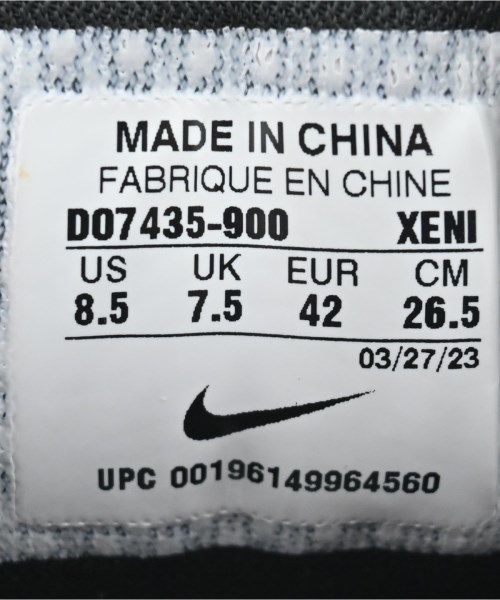 MADE IN CHINA
FABRIQUE EN CHINE
DO7435-900 XENI
US UK EUR CM
8.5 7.5 42 26.5
03/27/23
UPC 00196149964560